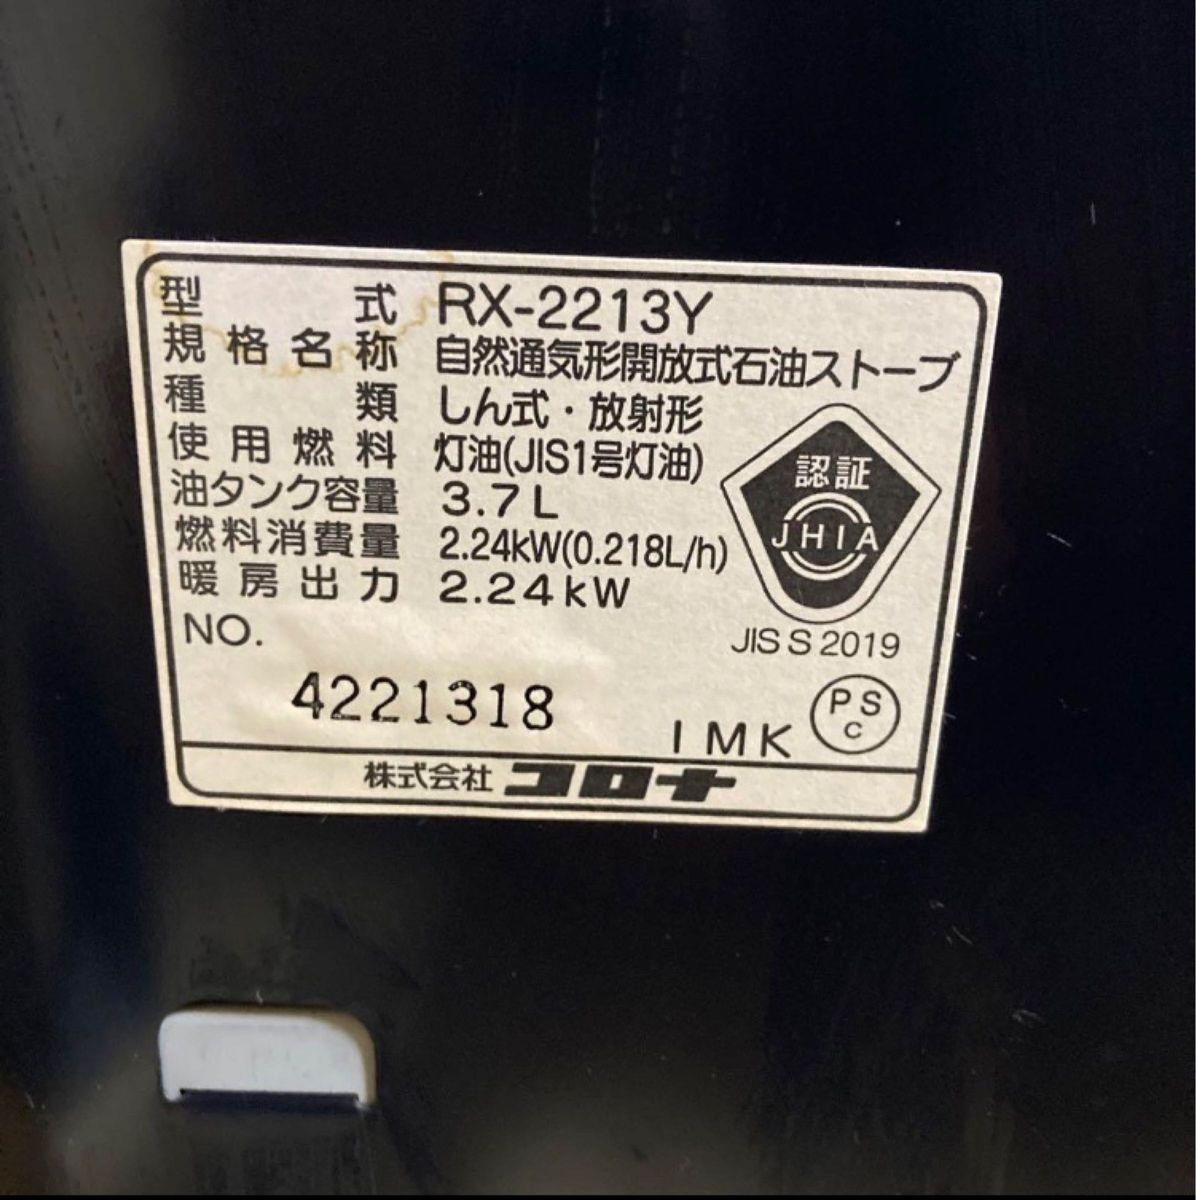 型式 RX-2213Y
規格名称 自然通気形開放式石油ストーブ
種類 しん式・放射形
使用燃料 灯油(JIS1号灯油)
油タンク容量 3.7L
燃料消費量 2.24kW(0.218L/h)
暖房出力 2.24kW
認証
JHIA
JIS S 2019
NO.
4221318
IMK
PS
C
株式会社 コロナ